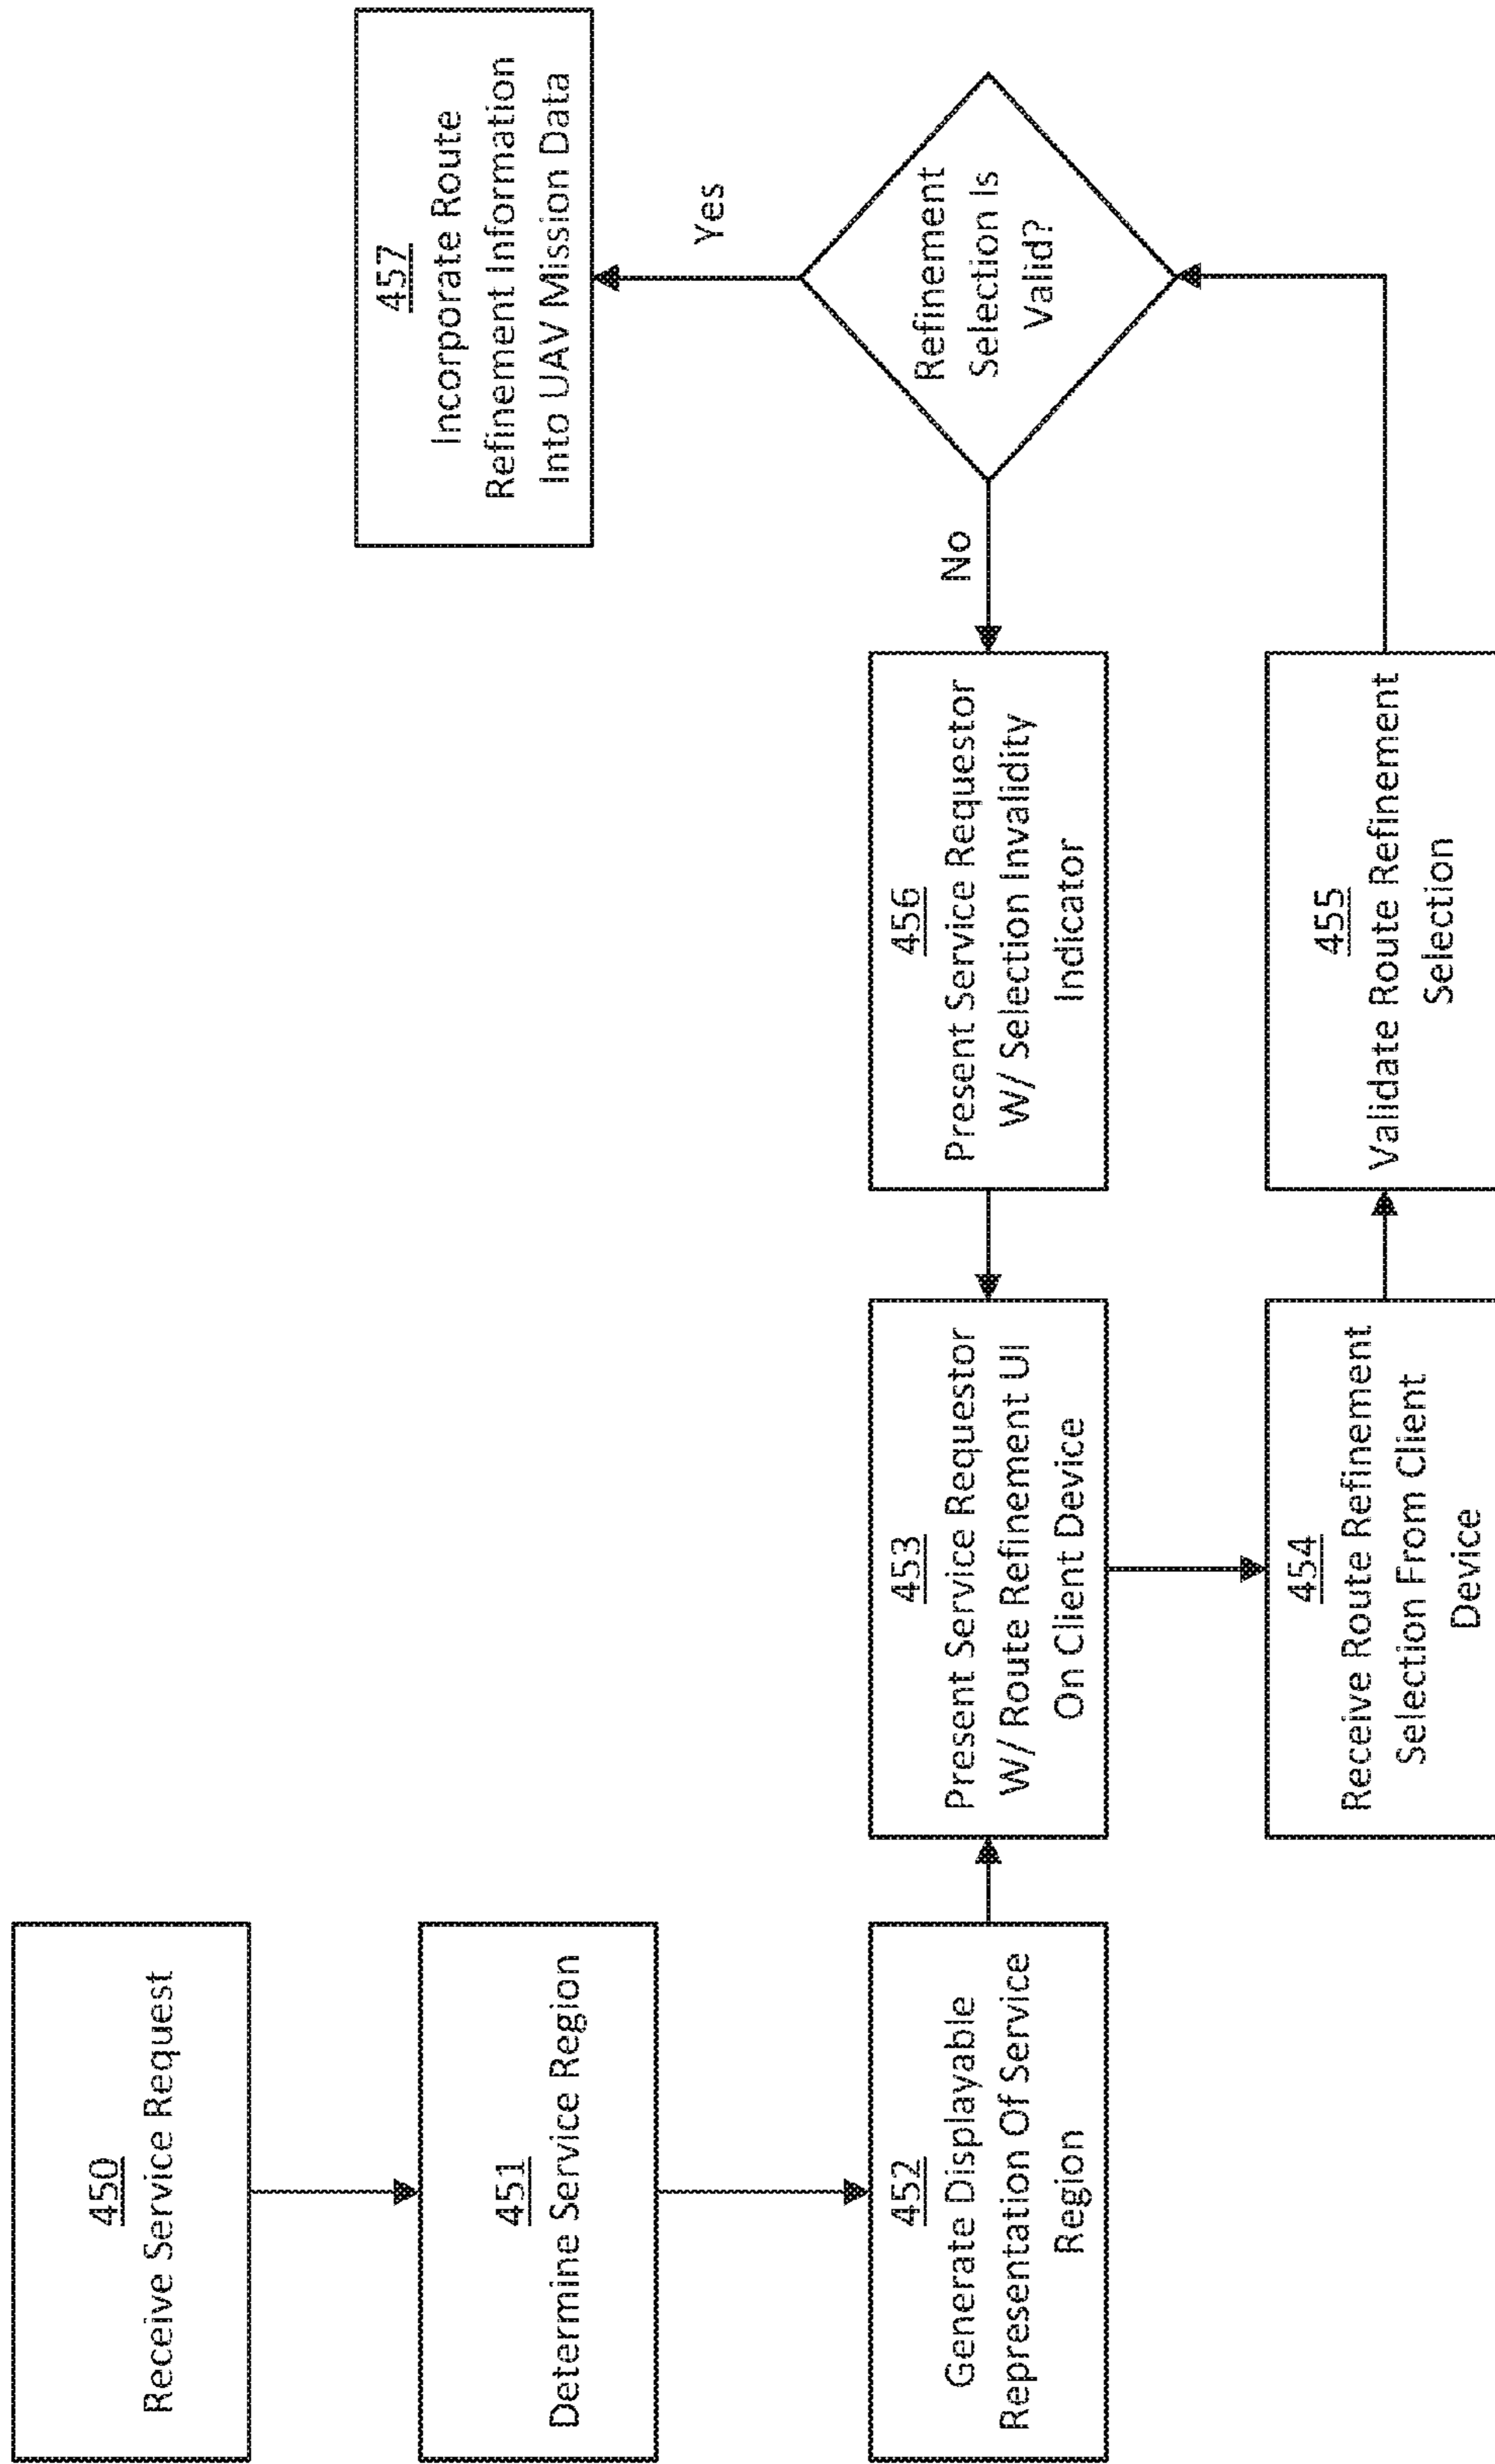 450
Receive Service Request
451
Determine Service Region
452
Generate Displayable
Representation Of Service
Region
453
Present Service Requestor
W/ Route Refinement UI
On Client Device
454
Receive Route Refinement
Selection From Client
Device
455
Validate Route Refinement
Selection
Refinement
Selection Is
Valid?
No
456
Present Service Requestor
W/ Selection Invalidity
Indicator
Yes
457
Incorporate Route
Refinement Information
Into UAV Mission Data